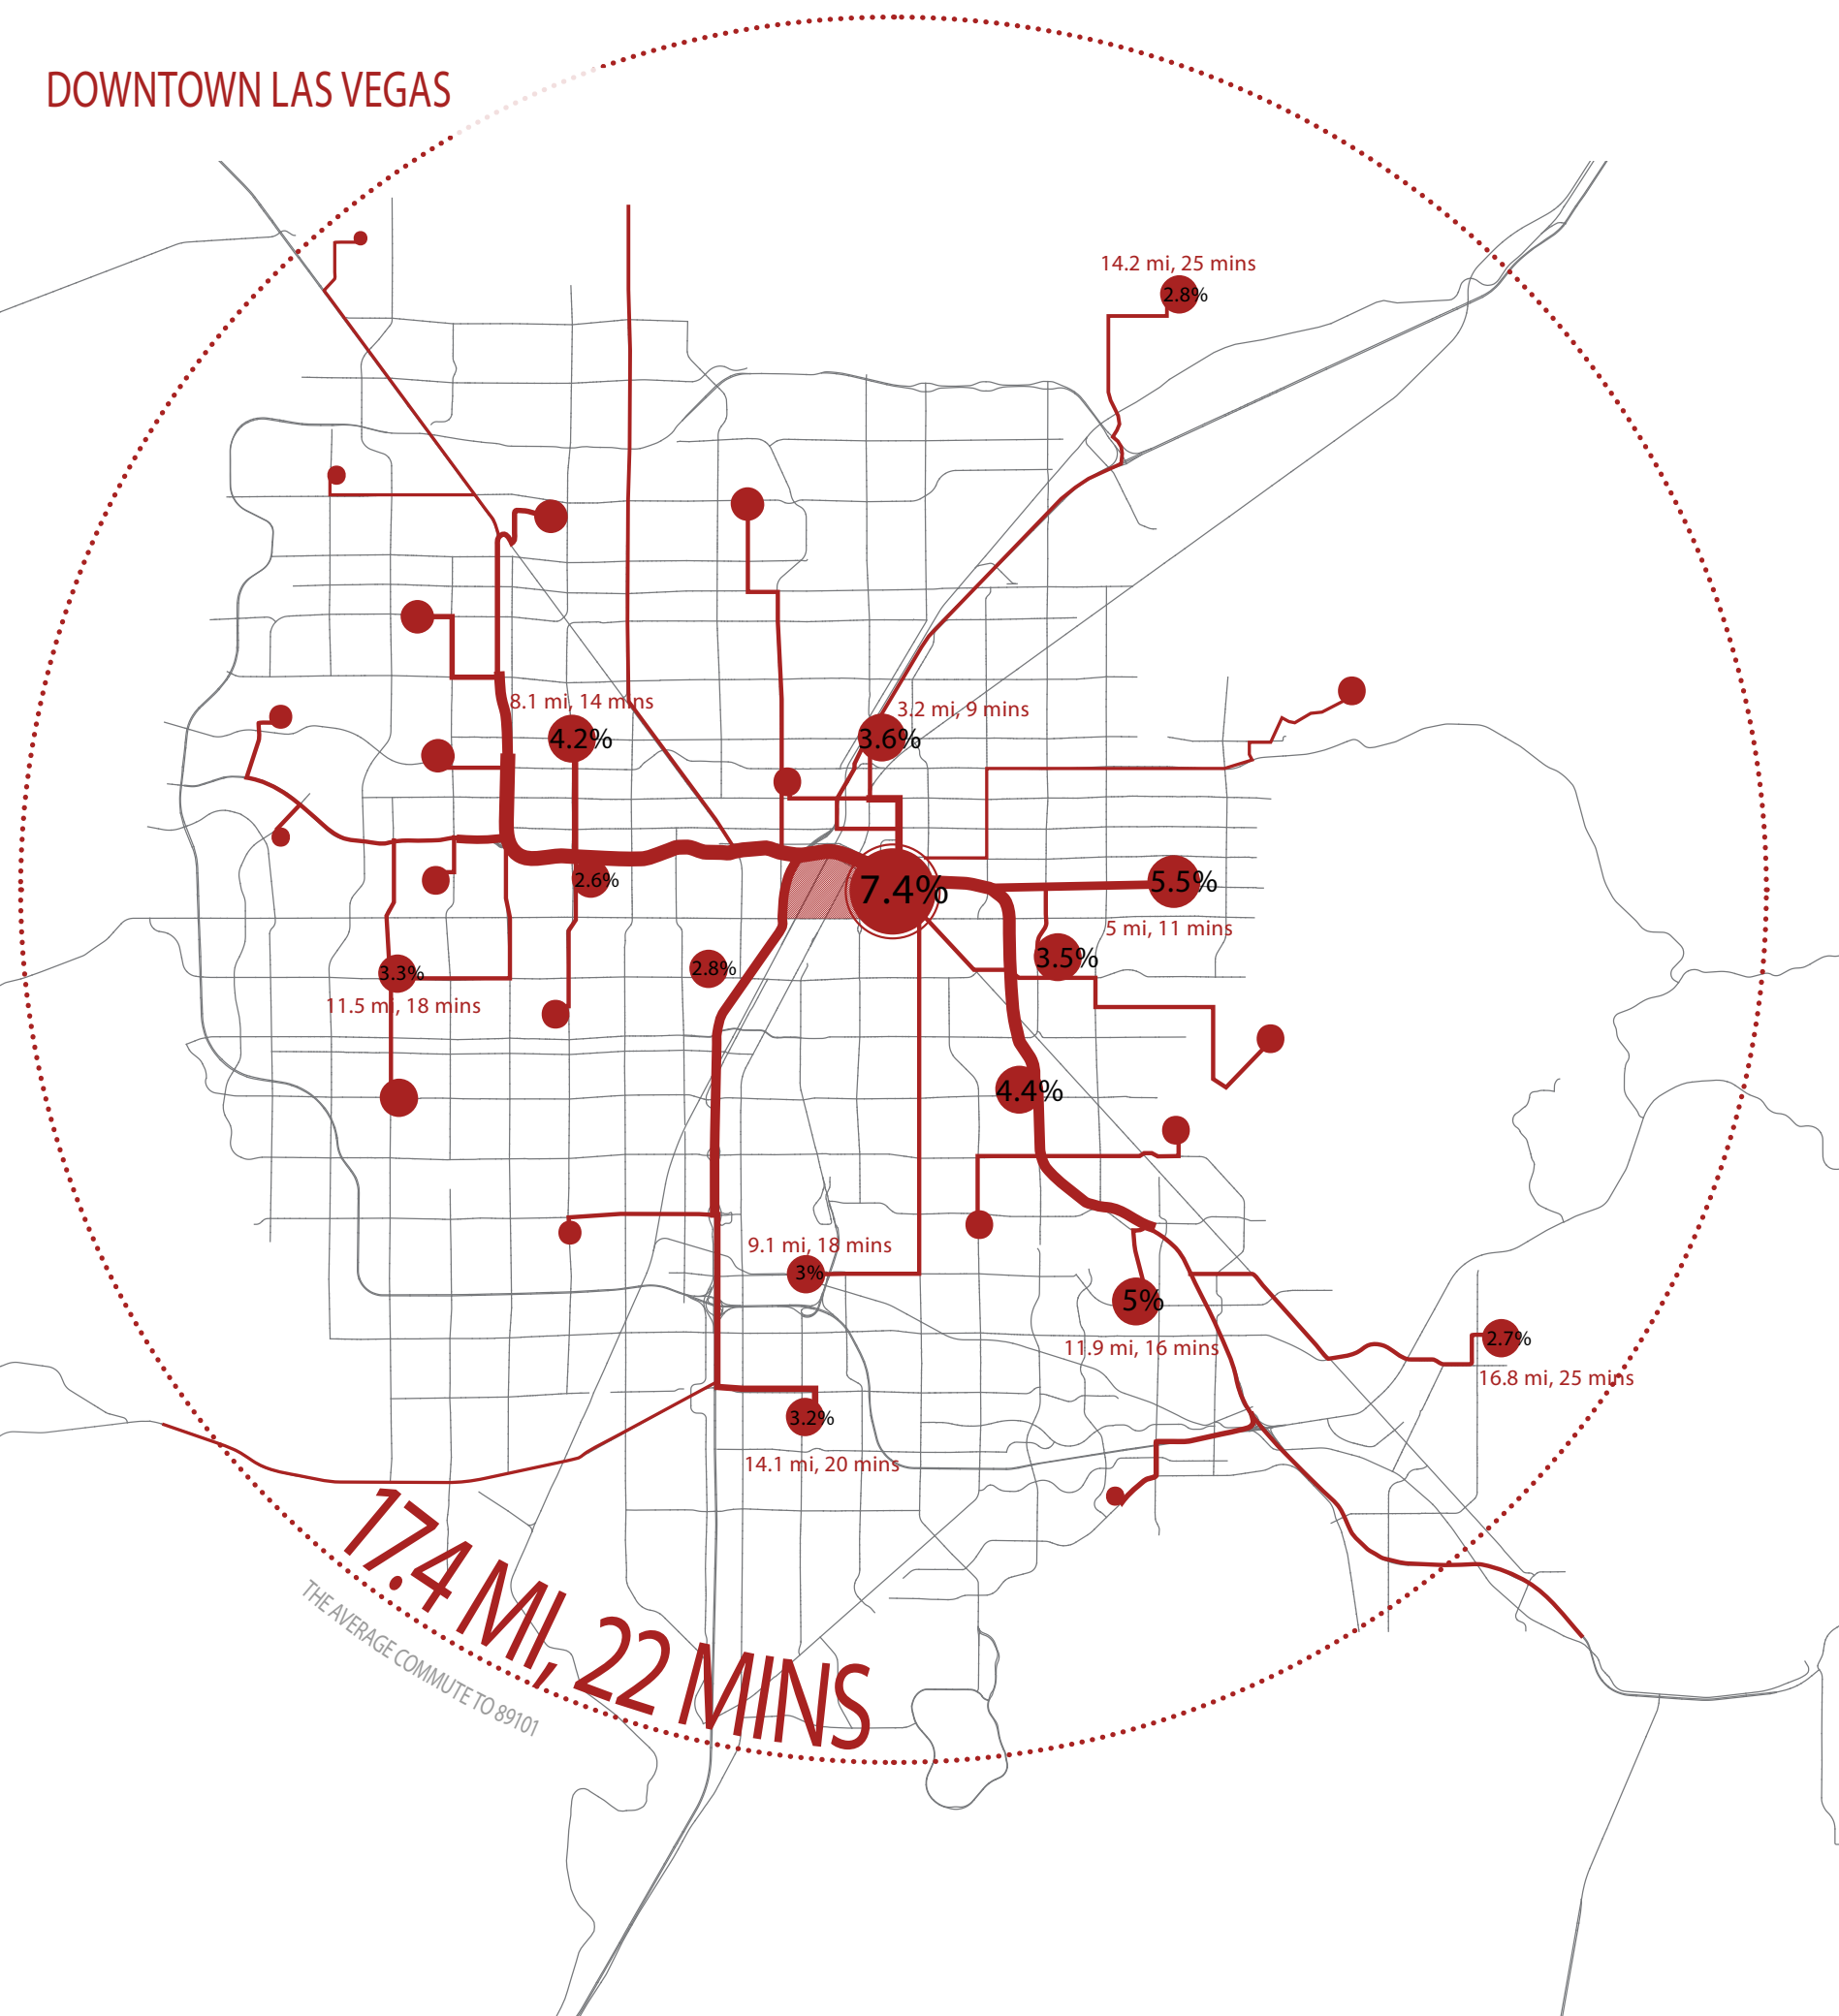 DOWNTOWN LAS VEGAS
14.2 mi, 25 mins
2.8%
8.1 mi, 14 mins
4.2%
3.2 mi, 9 mins
3.6%
2.6%
7.4%
5.5%
5 mi, 11 mins
3.5%
2.8%
3.3%
11.5 mi, 18 mins
4.4%
9.1 mi, 18 mins
3%
5%
11.9 mi, 16 mins
2.7%
16.8 mi, 25 mins
3.2%
14.1 mi, 20 mins
17.4 MI, 22 MINS
THE AVERAGE COMMUTE TO 89101